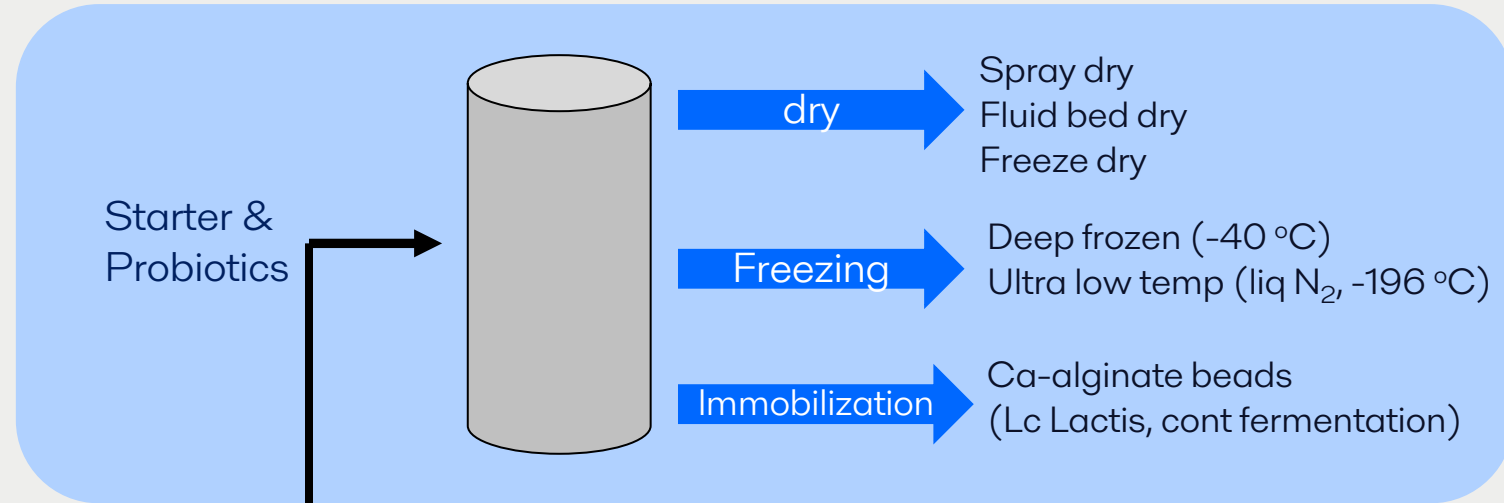 Starter &
Probiotics
dry
Spray dry
Fluid bed dry
Freeze dry
Freezing
Deep frozen (-40 °C)
Ultra low temp (liq N₂, -196 °C)
Immobilization
Ca-alginate beads
(Lc Lactis, cont fermentation)